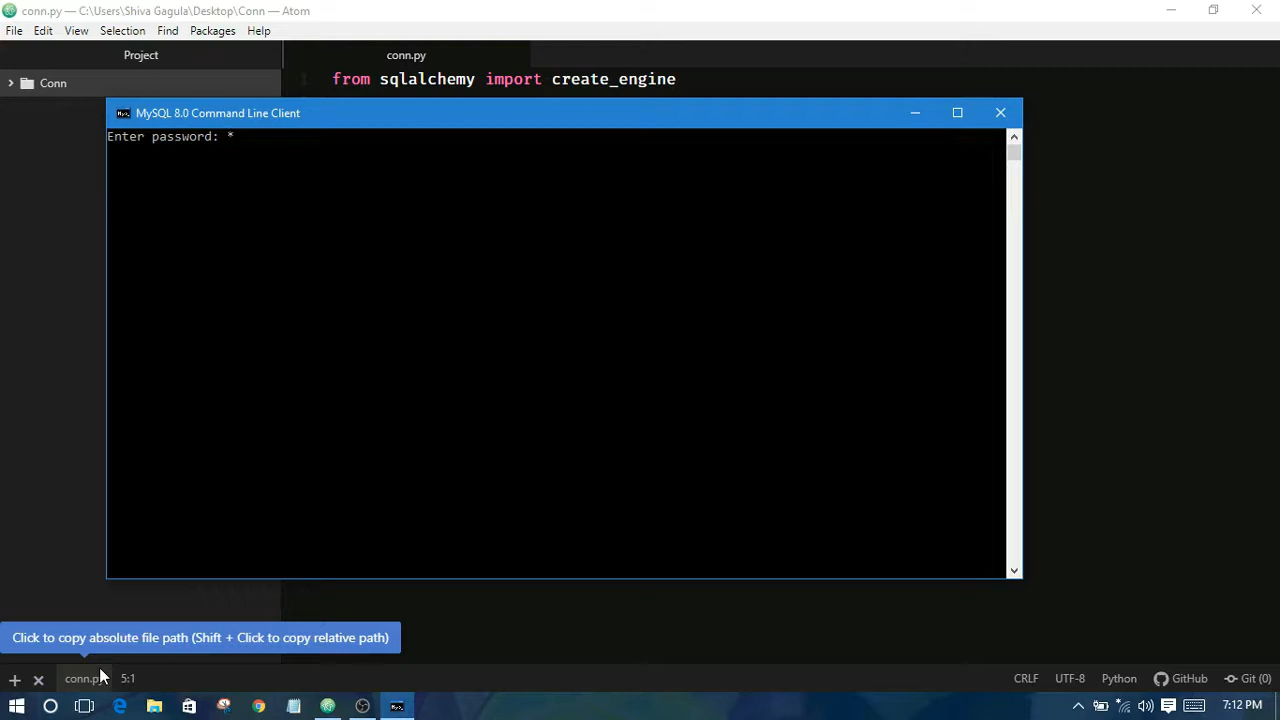 conn.py — C:\Users\Shiva Gagula\Desktop\Conn — Atom
File Edit View Selection Find Packages Help
Project
conn.py
Conn
1 from sqlalchemy import create_engine
MySQL 8.0 Command Line Client
Enter password: *
Click to copy absolute file path (Shift + Click to copy relative path)
conn.py 5:1 CRLF UTF-8 Python GitHub Git (0)
7:12 PM